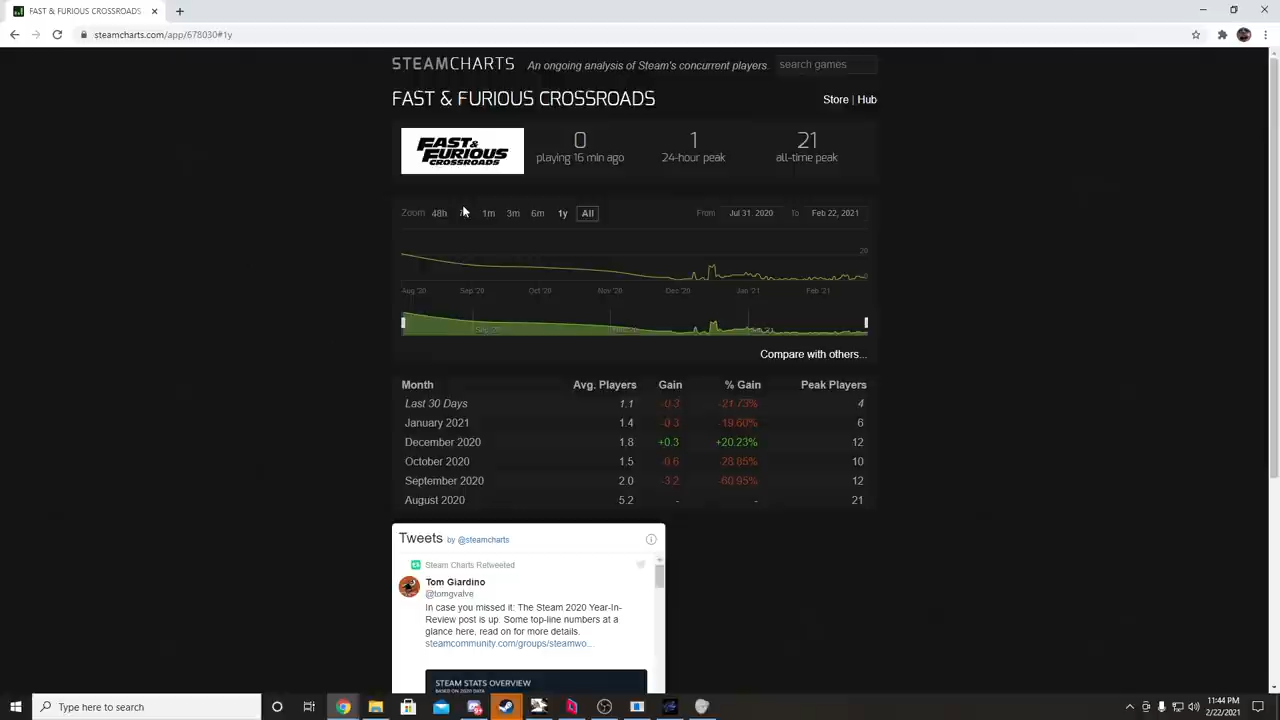 FAST & FURIOUS CROSSROADS
steamcharts.com/app/678030#1y
STEAMCHARTS An ongoing analysis of Steam's concurrent players. search games
FAST & FURIOUS CROSSROADS Store | Hub
FAST & FURIOUS CROSSROADS
0 1 21
playing 16 min ago 24-hour peak all-time peak
Zoom 48h 1m 3m 6m 1y All From Jul 31. 2020 To Feb 22, 2021
20
0
Aug '20 Sep '20 Oct '20 Nov '20 Dec '20 Jan '21 Feb '21
Sep '20
Compare with others...
Month Avg. Players Gain % Gain Peak Players
Last 30 Days 1.1 -0.3 -21.73% 4
January 2021 1.4 -0.3 -19.60% 6
December 2020 1.8 +0.3 +20.23% 12
October 2020 1.5 -0.6 -28.85% 10
September 2020 2.0 -3.2 -60.95% 12
August 2020 5.2 - - 21
Tweets by @steamcharts
Steam Charts Retweeted
Tom Giardino
@tomgvalve
In case you missed it: The Steam 2020 Year-In-
Review post is up. Some top-line numbers at a
glance here, read on for more details.
steamcommunity.com/groups/steamwo...
STEAM STATS OVERVIEW
BASED ON 2020 DATA
Type here to search
11:44 PM
2/22/2021